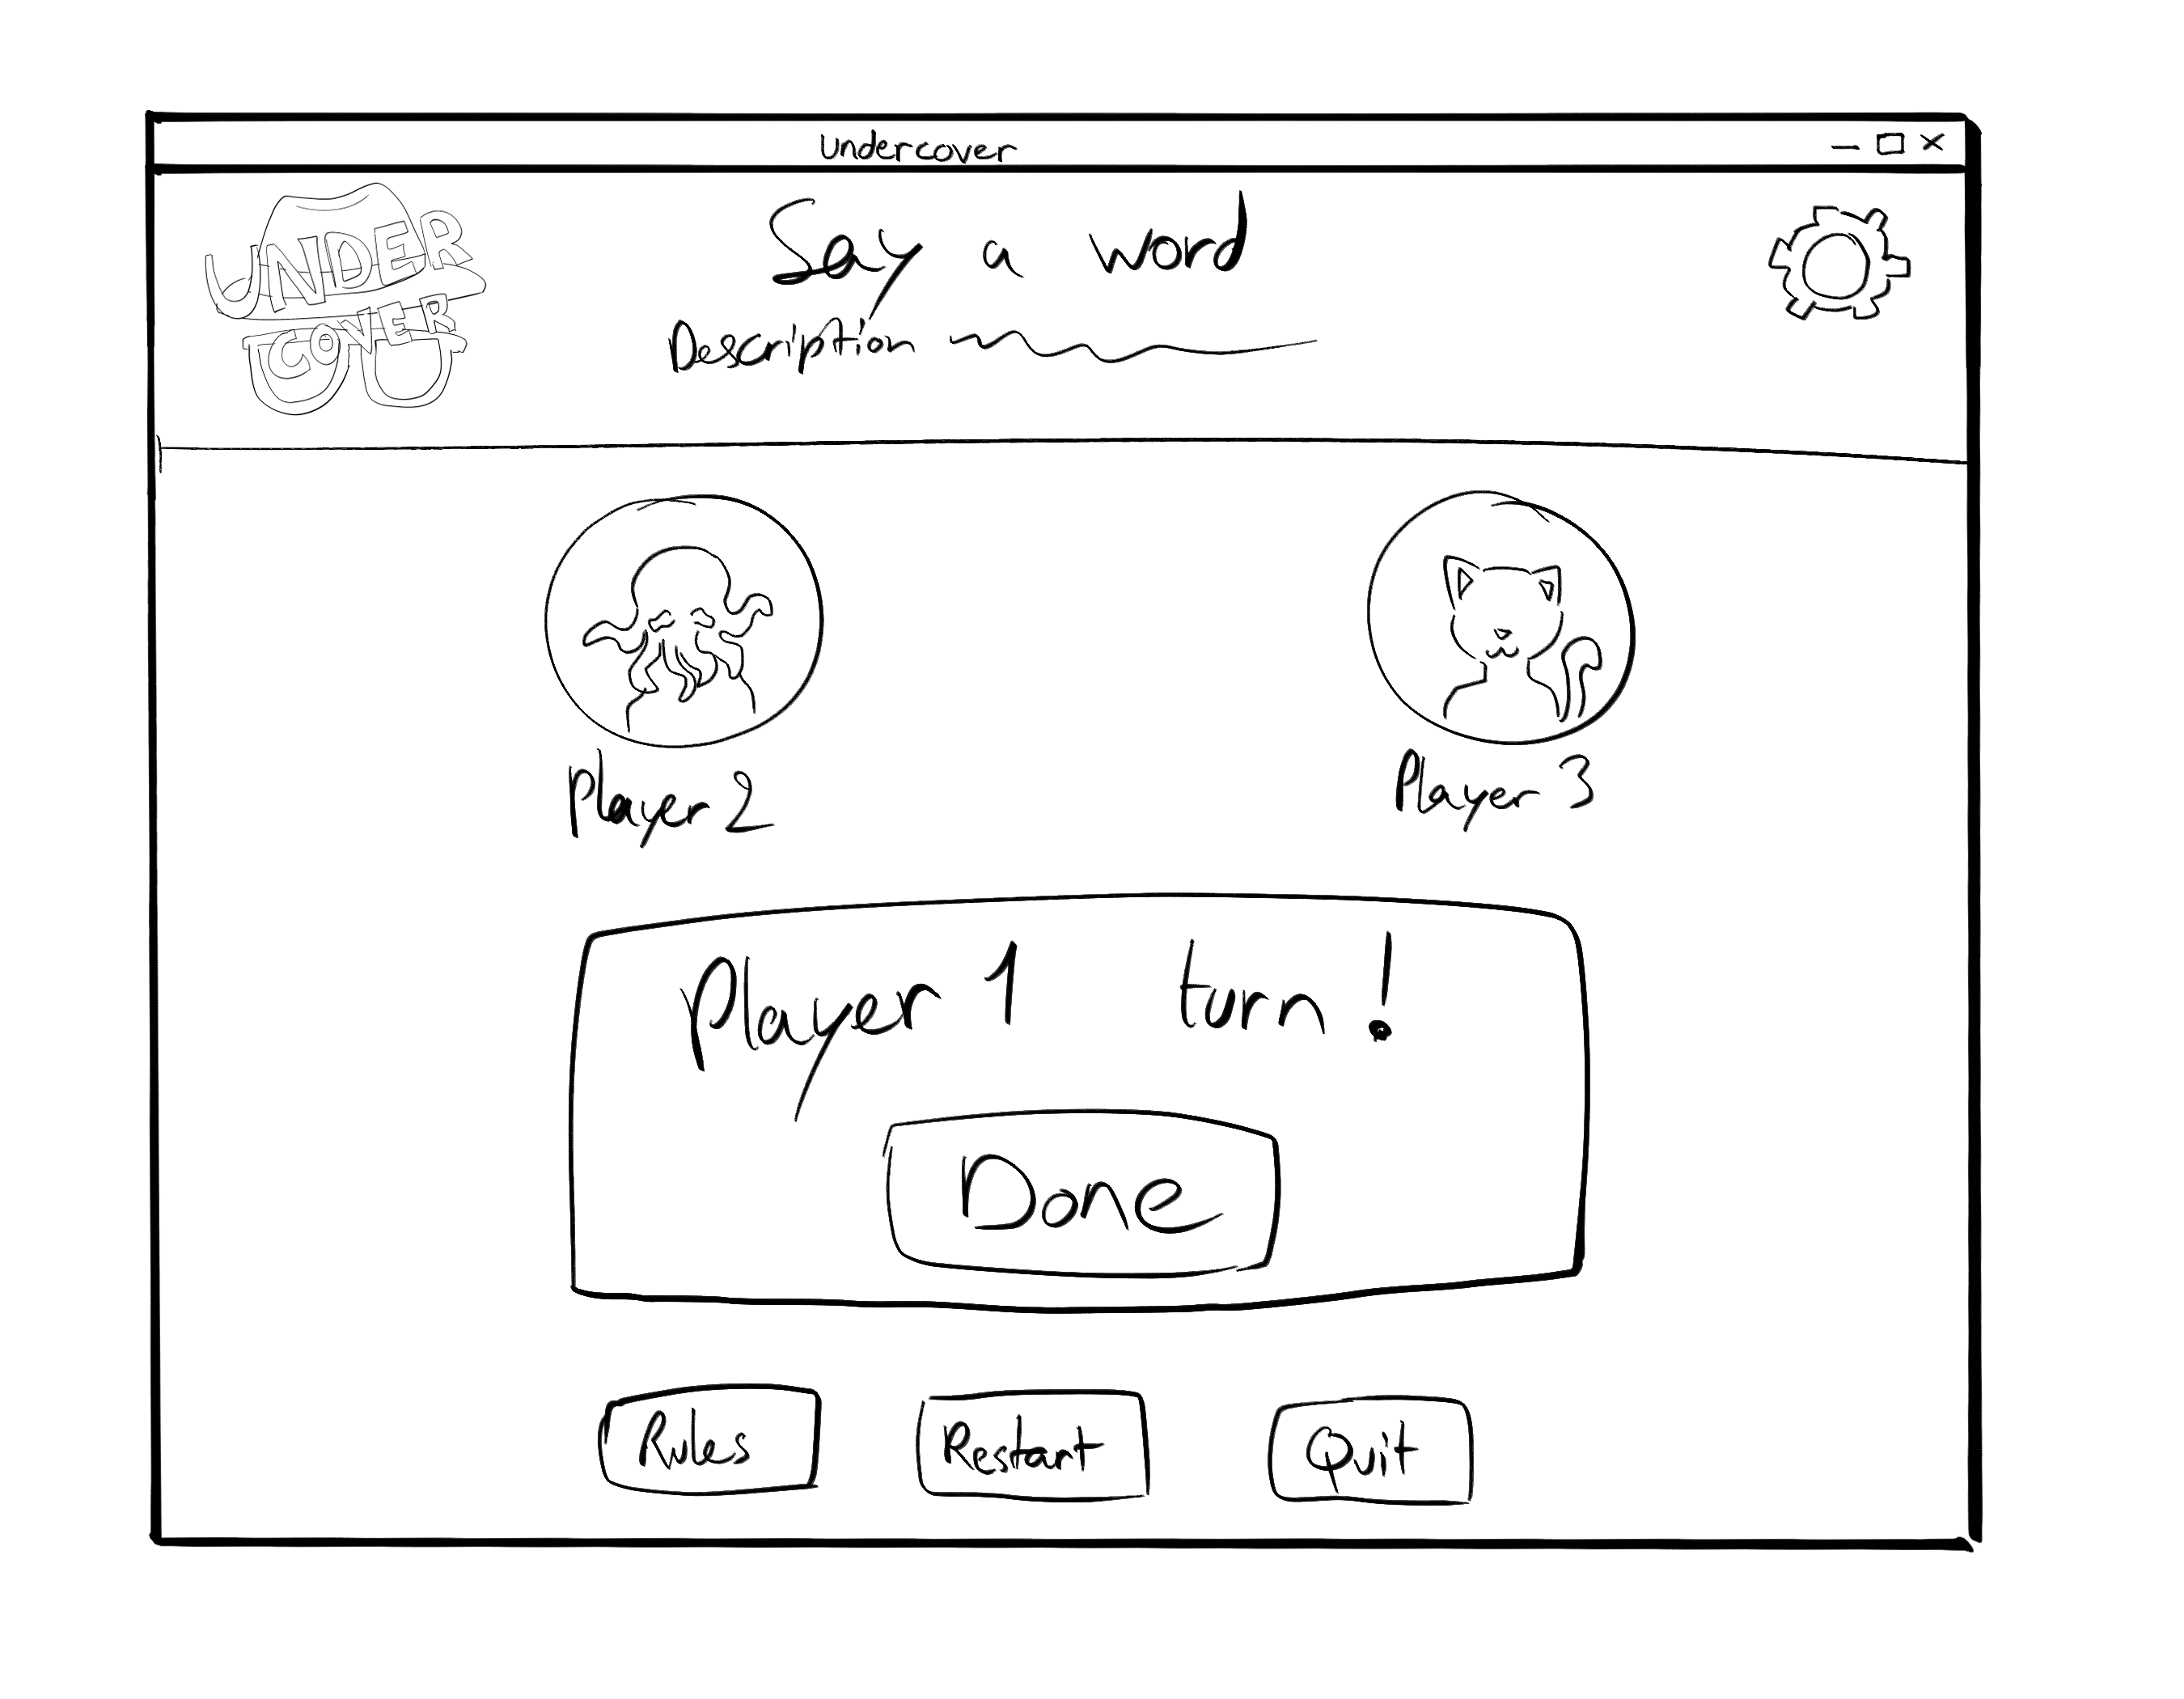 Undercover
UNDER
COVER
Say a word
Description
Player 2
Player 3
Player 1 turn!
Done
Rules
Restart
Quit